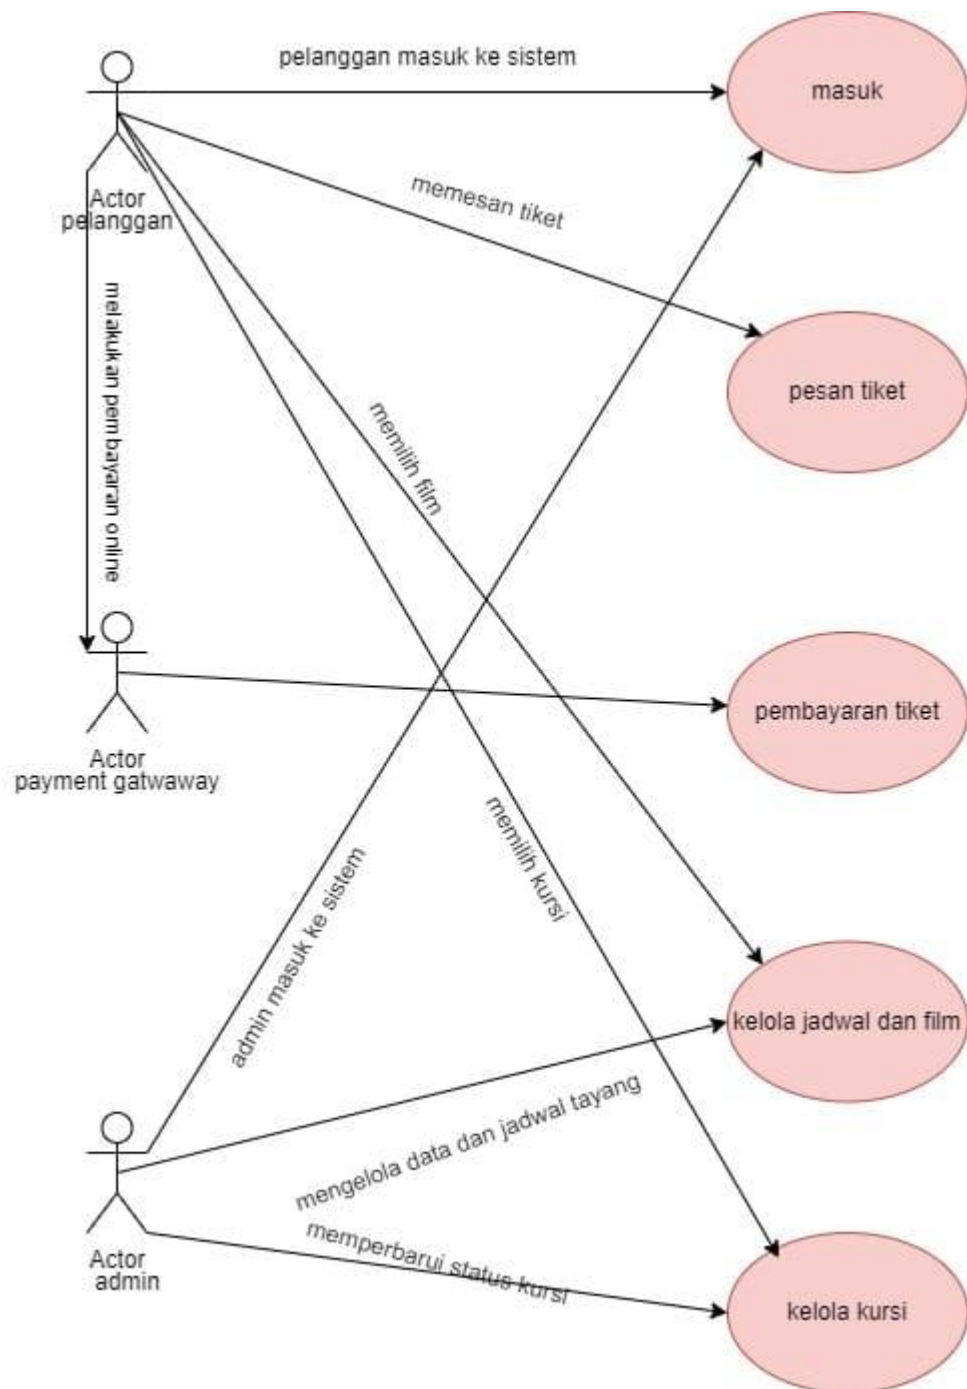 pelanggan masuk ke sistem
masuk
Actor
pelanggan
memesan tiket
melakukan pembayaran online
pesan tiket
memilih film
Actor
payment gatwaway
pembayaran tiket
memilih kursi
admin masuk ke sistem
kelola jadwal dan film
mengelola data dan jadwal tayang
Actor
admin
memperbarui status kursi
kelola kursi